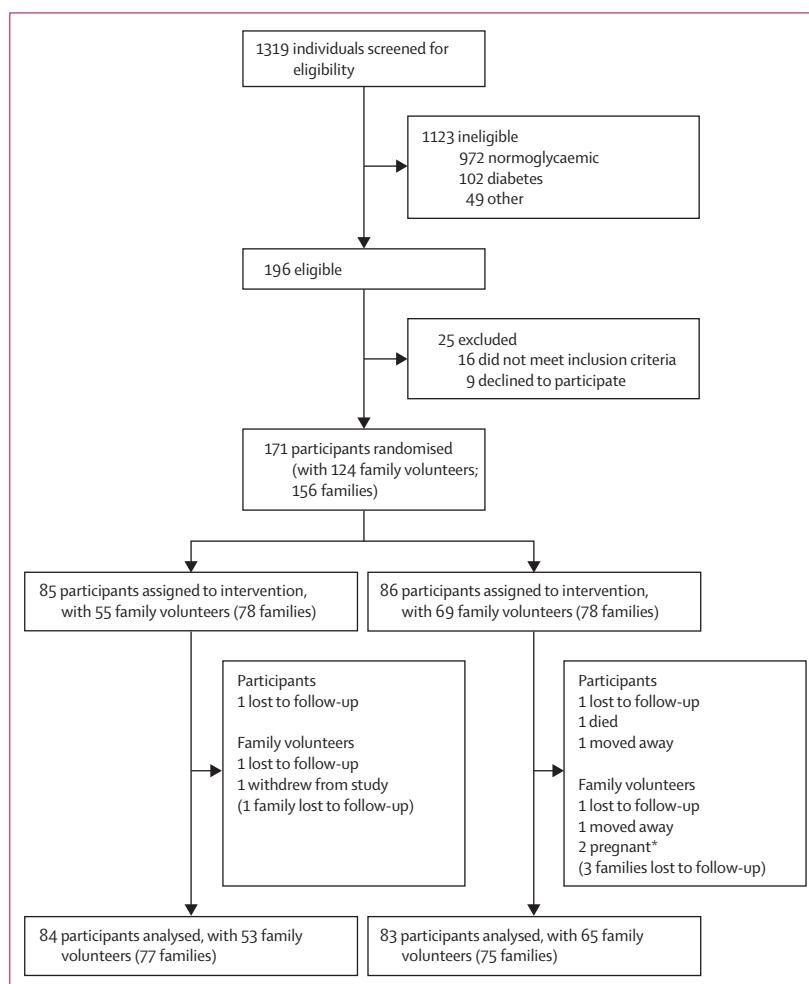 1319 individuals screened for
eligibility
1123 ineligible
972 normoglycaemic
102 diabetes
49 other
196 eligible
25 excluded
16 did not meet inclusion criteria
9 declined to participate
171 participants randomised
(with 124 family volunteers;
156 families)
85 participants assigned to intervention,
with 55 family volunteers (78 families)
86 participants assigned to intervention,
with 69 family volunteers (78 families)
Participants
1 lost to follow-up
Family volunteers
1 lost to follow-up
1 withdrew from study
(1 family lost to follow-up)
Participants
1 lost to follow-up
1 died
1 moved away
Family volunteers
1 lost to follow-up
1 moved away
2 pregnant*
(3 families lost to follow-up)
84 participants analysed, with 53 family
volunteers (77 families)
83 participants analysed, with 65 family
volunteers (75 families)